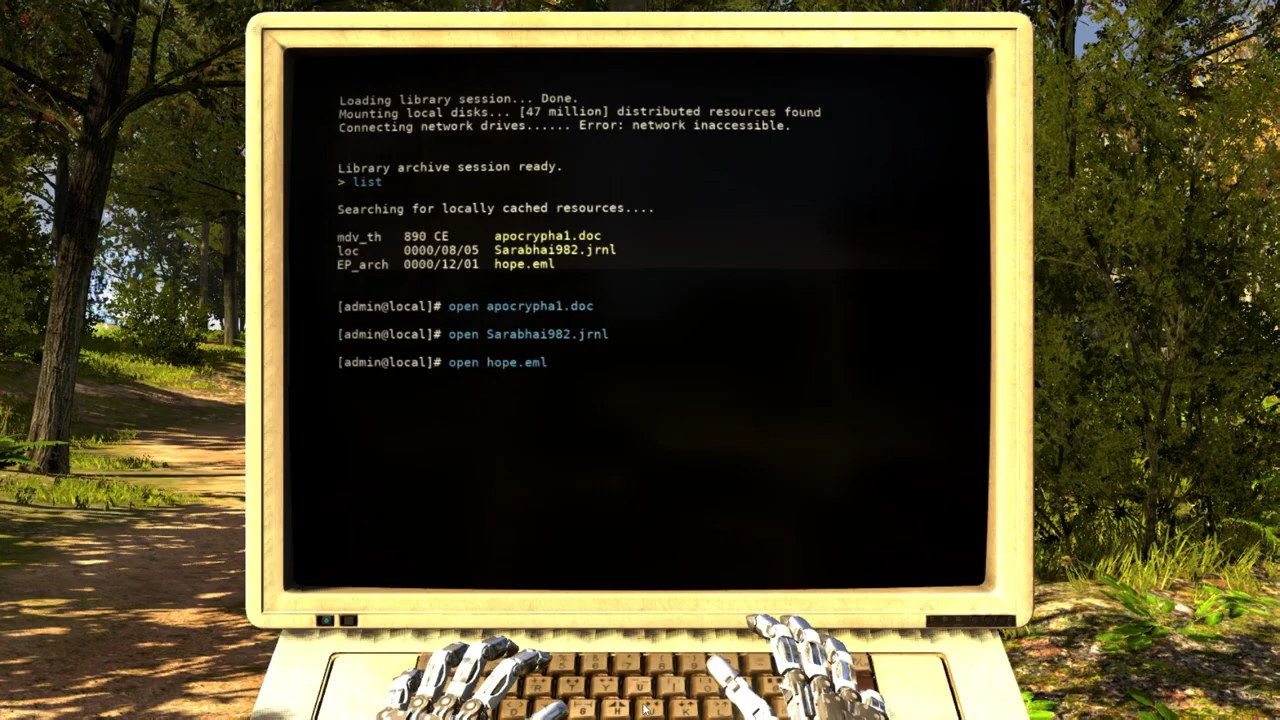 Loading library session... Done.
Mounting local disks... [47 million] distributed resources found
Connecting network drives...... Error: network inaccessible.
Library archive session ready.
> list
Searching for locally cached resources....
mdv_th 890 CE apocrypha1.doc
loc 0000/08/05 Sarabhai982.jrnl
EP_arch 0000/12/01 hope.eml
[admin@local]# open apocrypha1.doc
[admin@local]# open Sarabhai982.jrnl
[admin@local]# open hope.eml